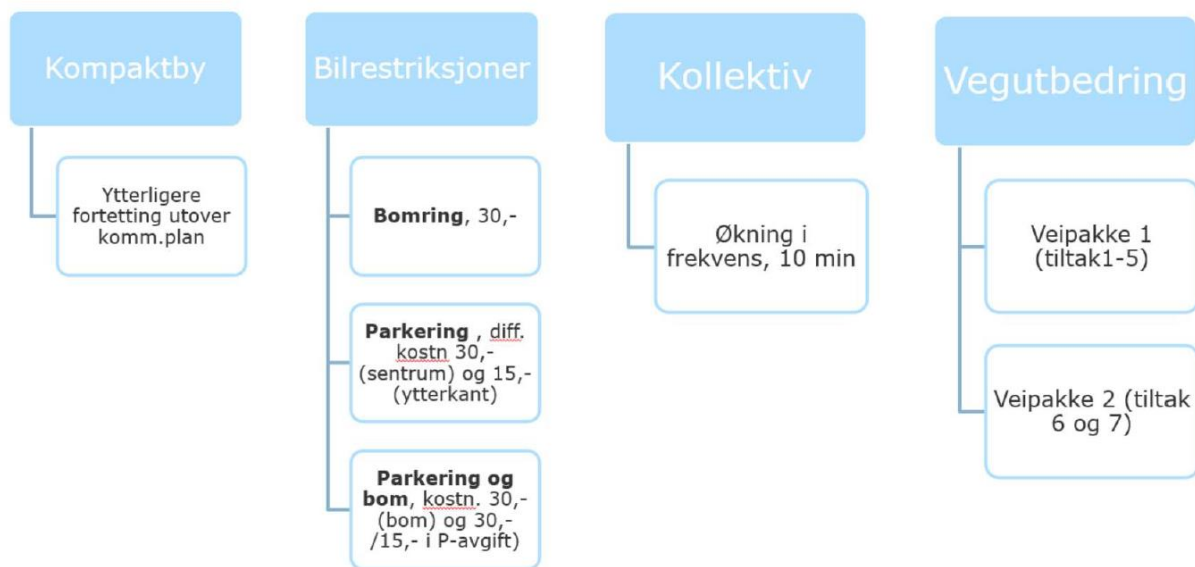 Kompaktby
Ytterligere
fortetting utover
komm.plan
Bilrestriksjoner
Bomring, 30,-
Parkering , diff.
kostn 30,-
(sentrum) og 15,-
(ytterkant)
Parkering og
bom, kostn. 30,-
(bom) og 30,-
/15,- i P-avgift)
Kollektiv
Økning i
frekvens, 10 min
Vegutbedring
Veipakke 1
(tiltak1-5)
Veipakke 2 (tiltak
6 og 7)